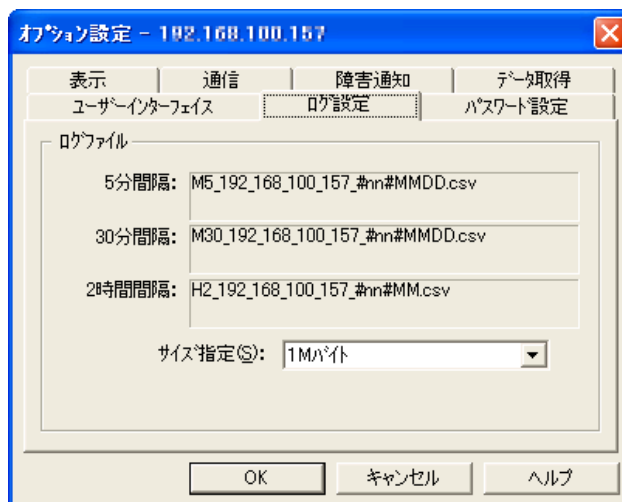 オプション設定 - 192.168.100.157
表示 通信 障害通知 データ取得
ユーザーインターフェイス ログ設定 パスワード設定
ログファイル
5分間隔: M5_192_168_100_157_#nn#MMDD.csv
30分間隔: M30_192_168_100_157_#nn#MMDD.csv
2時間間隔: H2_192_168_100_157_#nn#MM.csv
サイズ指定(S): 1Mバイト
OK キャンセル ヘルプ